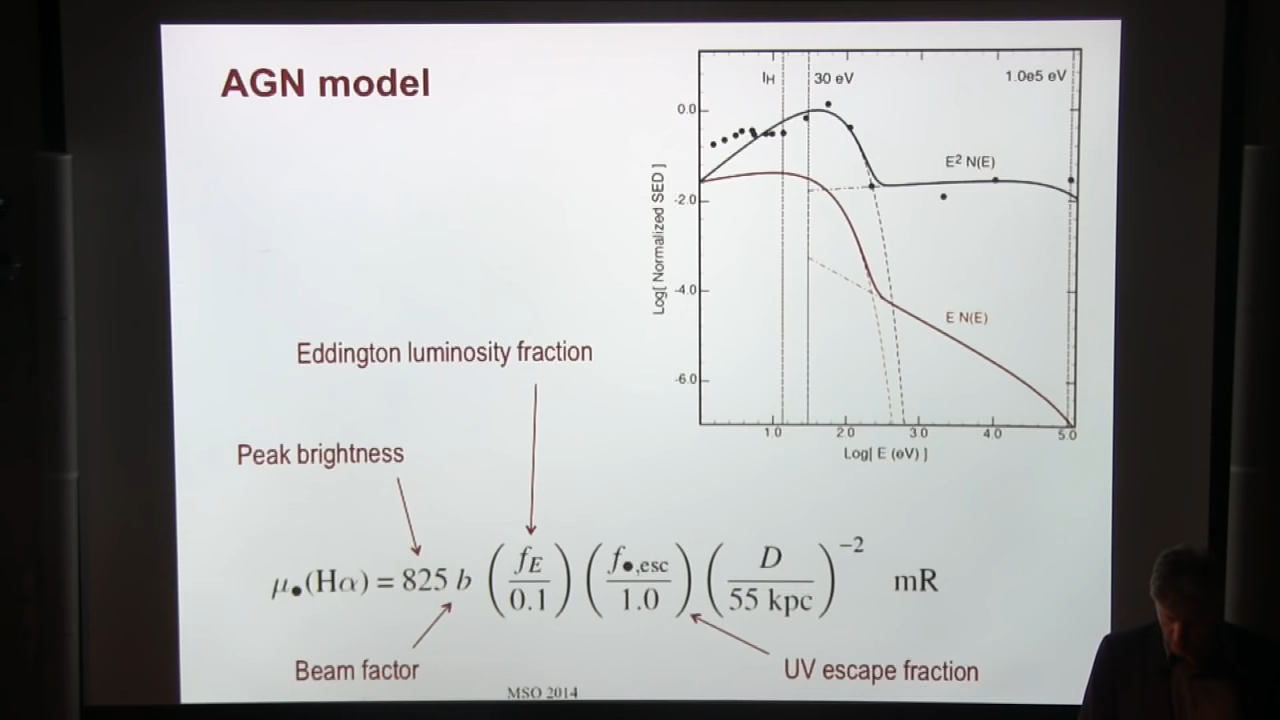 AGN model
I_H
30 eV
1.0e5 eV
0.0
-2.0
-4.0
-6.0
Log[ Normalized SED ]
E² N(E)
E N(E)
1.0 2.0 3.0 4.0 5.0
Log[ E (eV) ]
Eddington luminosity fraction
Peak brightness
μ•(Hα) = 825 b (fE/0.1) (f•,esc/1.0) (D/55 kpc)⁻² mR
Beam factor
UV escape fraction
MSO 2014